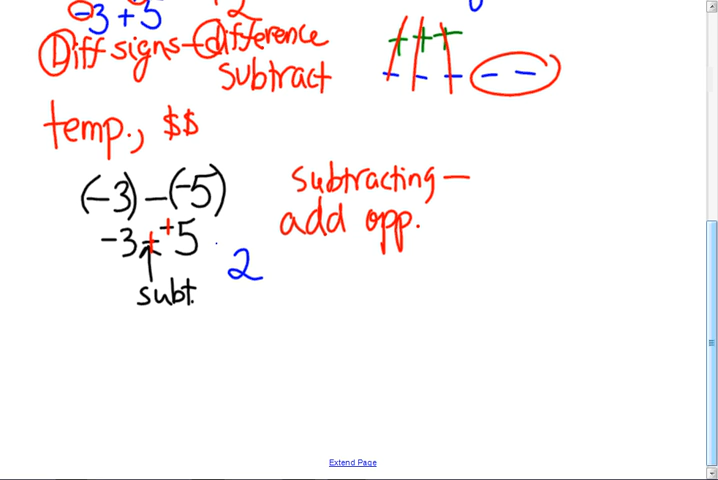 -3 + 5
2
Diff signs - difference
subtract
temp., $$
(-3) - (-5)
subtracting -
add opp.
-3 + +5
2
subt.
Extend Page